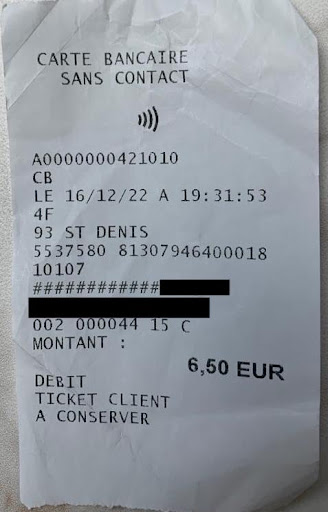 CARTE BANCAIRE
SANS CONTACT
A0000000421010
CB
LE 16/12/22 A 19:31:53
4F
93 ST DENIS
5537580 81307946400018
10107
############
002 000044 15 C
MONTANT :
6,50 EUR
DEBIT
TICKET CLIENT
A CONSERVER